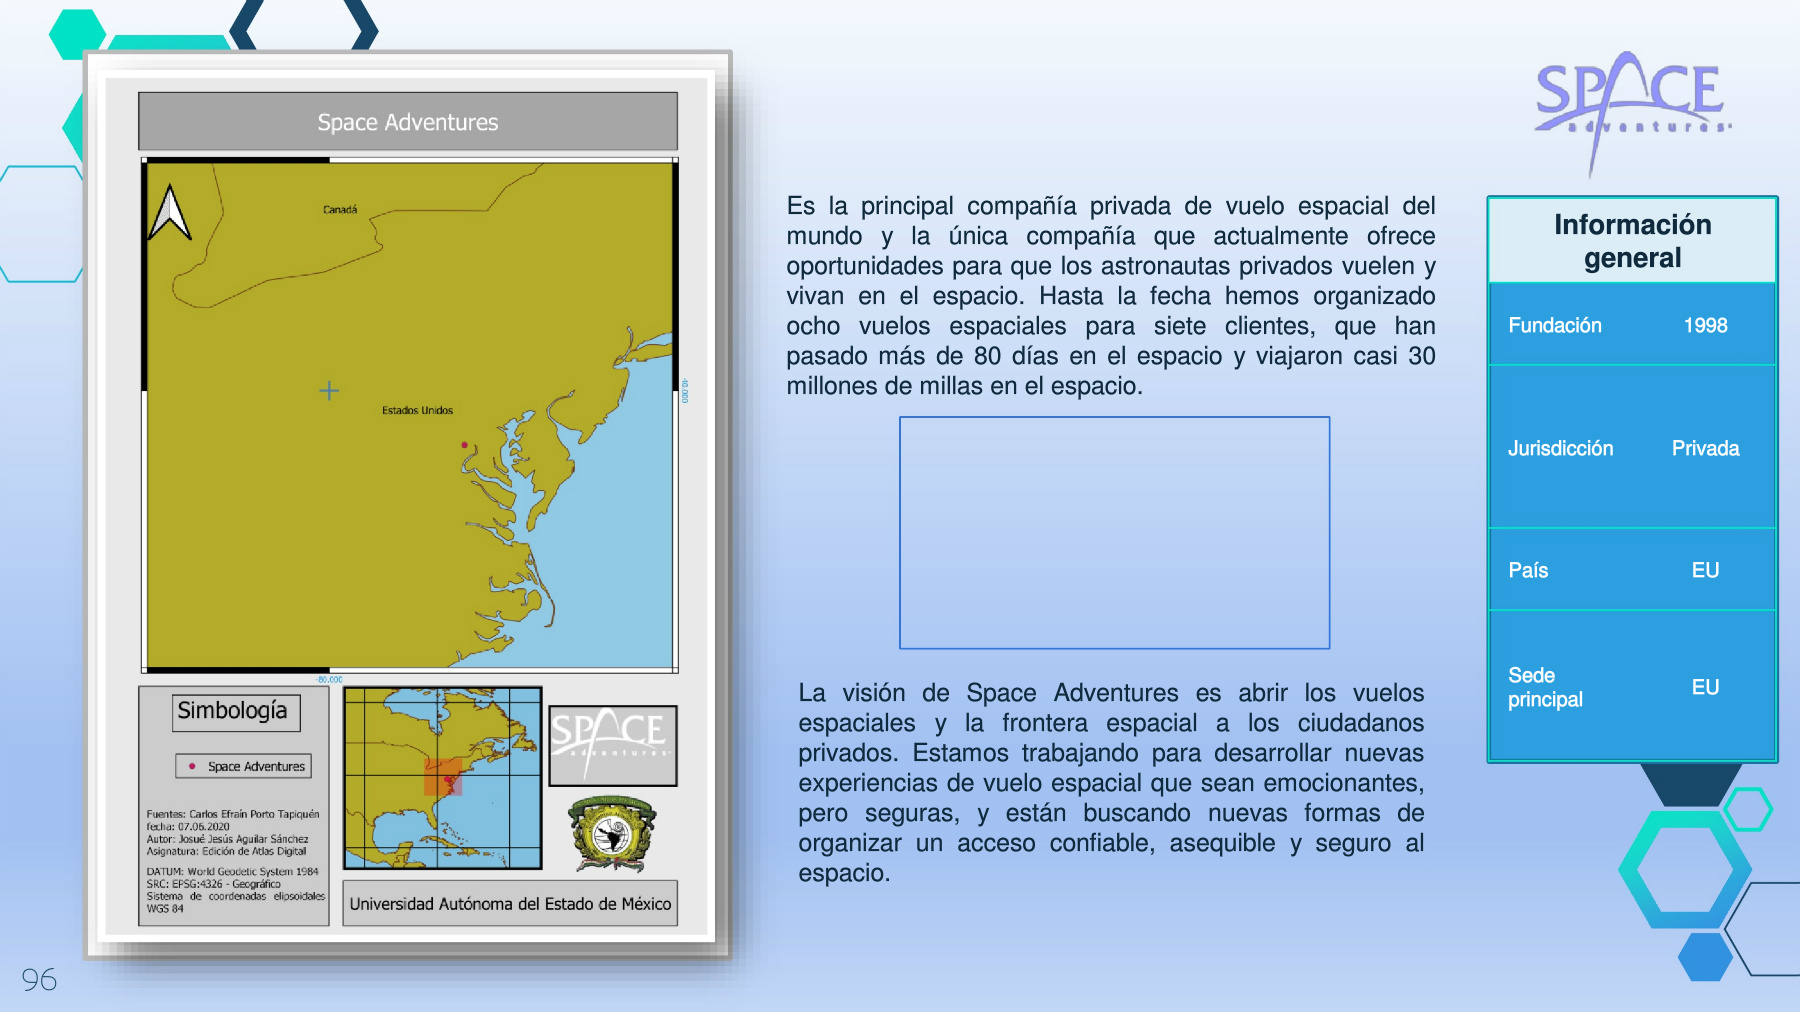 Space Adventures
Canadá
Estados Unidos
-40.000
-80.000
Simbología
Space Adventures
Fuentes: Carlos Efraín Porto Tapiquén
fecha: 07.06.2020
Autor: Josué Jesús Aguilar Sánchez
Asignatura: Edición de Atlas Digital
DATUM: World Geodetic System 1984
SRC: EPSG:4326 - Geográfico
Sistema de coordenadas elipsoidales
WGS 84
SPACE
adventures
Universidad Autónoma del Estado de México
96
Es la principal compañía privada de vuelo espacial del
mundo y la única compañía que actualmente ofrece
oportunidades para que los astronautas privados vuelen y
vivan en el espacio. Hasta la fecha hemos organizado
ocho vuelos espaciales para siete clientes, que han
pasado más de 80 días en el espacio y viajaron casi 30
millones de millas en el espacio.
La visión de Space Adventures es abrir los vuelos
espaciales y la frontera espacial a los ciudadanos
privados. Estamos trabajando para desarrollar nuevas
experiencias de vuelo espacial que sean emocionantes,
pero seguras, y están buscando nuevas formas de
organizar un acceso confiable, asequible y seguro al
espacio.
SPACE
adventures
Información
general
Fundación 1998
Jurisdicción Privada
País EU
Sede
principal EU